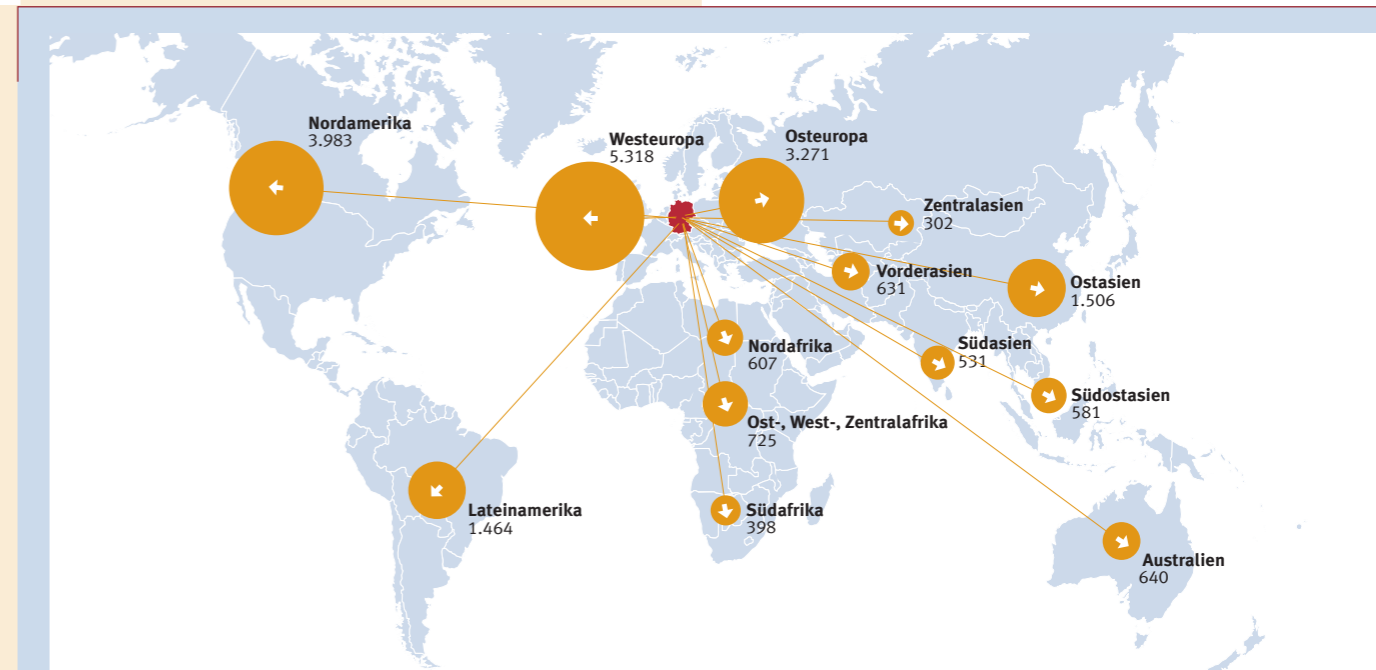 Nordamerika
3.983
Westeuropa
5.318
Osteuropa
3.271
Zentralasien
302
Vorderasien
631
Ostasien
1.506
Nordafrika
607
Südasien
531
Südostasien
581
Ost-, West-, Zentralafrika
725
Lateinamerika
1.464
Südafrika
398
Australien
640